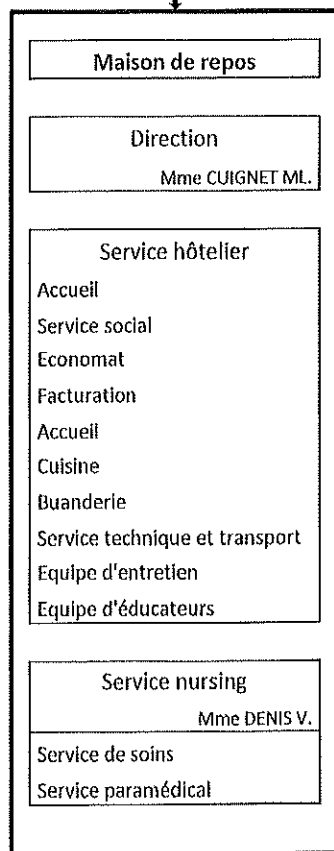 Maison de repos
Direction
Mme CUIGNET ML.
Service hôtelier
Accueil
Service social
Economat
Facturation
Accueil
Cuisine
Buanderie
Service technique et transport
Equipe d'entretien
Equipe d'éducateurs
Service nursing
Mme DENIS V.
Service de soins
Service paramédical